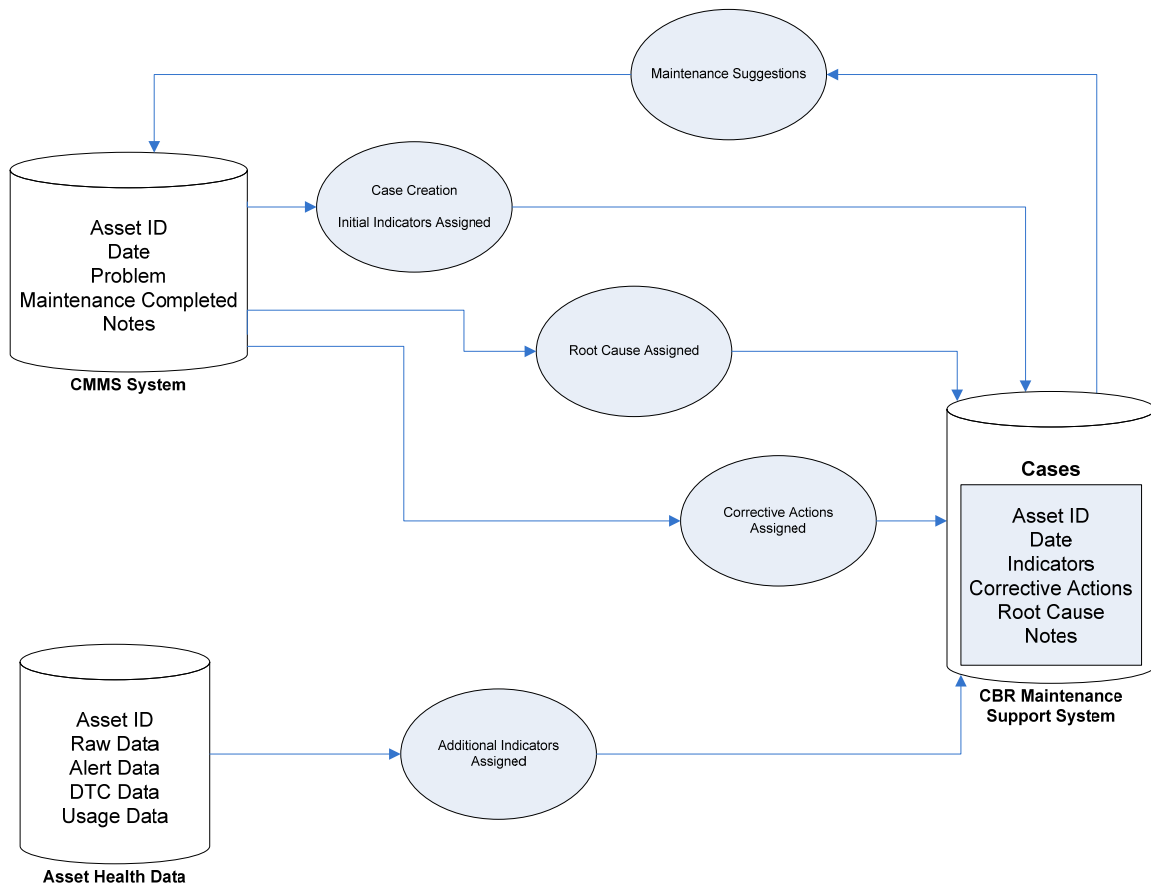 Maintenance Suggestions
Case Creation
Initial Indicators Assigned
Asset ID
Date
Problem
Maintenance Completed
Notes
CMMS System
Root Cause Assigned
Corrective Actions
Assigned
Cases
Asset ID
Date
Indicators
Corrective Actions
Root Cause
Notes
CBR Maintenance
Support System
Asset ID
Raw Data
Alert Data
DTC Data
Usage Data
Asset Health Data
Additional Indicators
Assigned